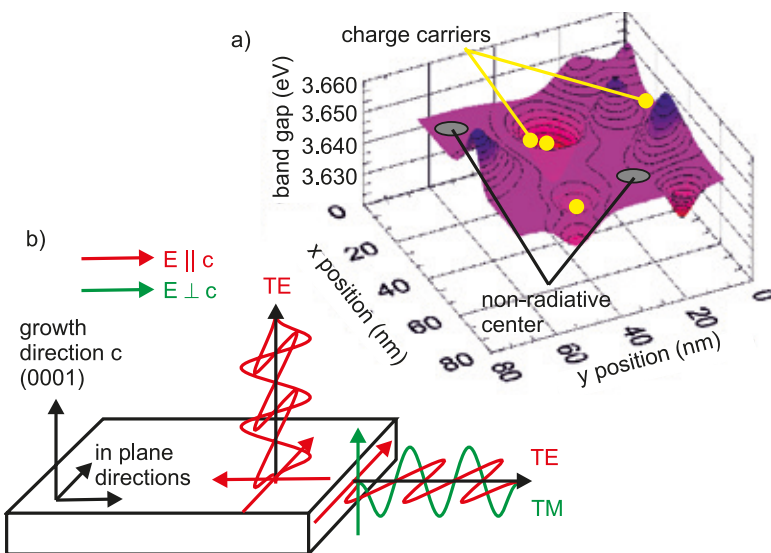 a)
charge carriers
band gap (eV)
3.660
3.650
3.640
3.630
0
20
40
60
80
x position (nm)
80
60
40
20
0
y position (nm)
non-radiative
center
b)
E || c
E ⊥ c
growth
direction c
(0001)
in plane
directions
TE
TE
TM